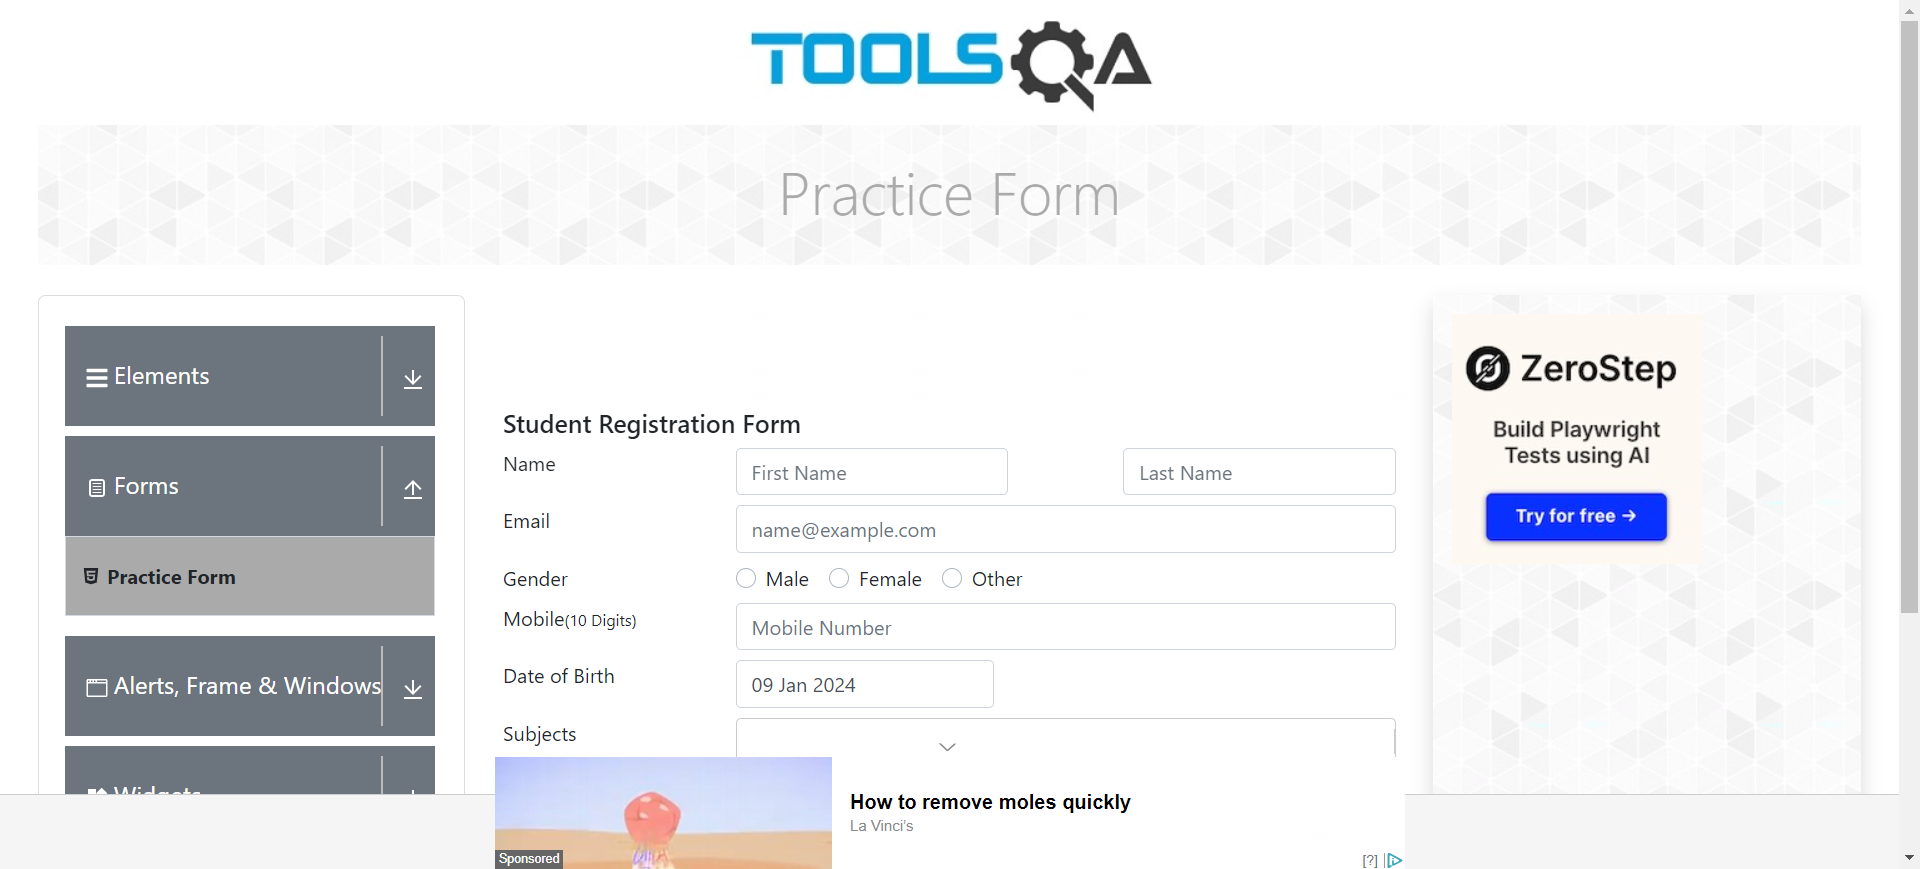 TOOLSQA
Practice Form
Elements
Forms
Practice Form
Alerts, Frame & Windows
Widgets
Student Registration Form
Name
First Name
Last Name
Email
name@example.com
Gender
Male
Female
Other
Mobile(10 Digits)
Mobile Number
Date of Birth
09 Jan 2024
Subjects
ZeroStep
Build Playwright
Tests using AI
Try for free →
How to remove moles quickly
La Vinci's
Sponsored
[?]